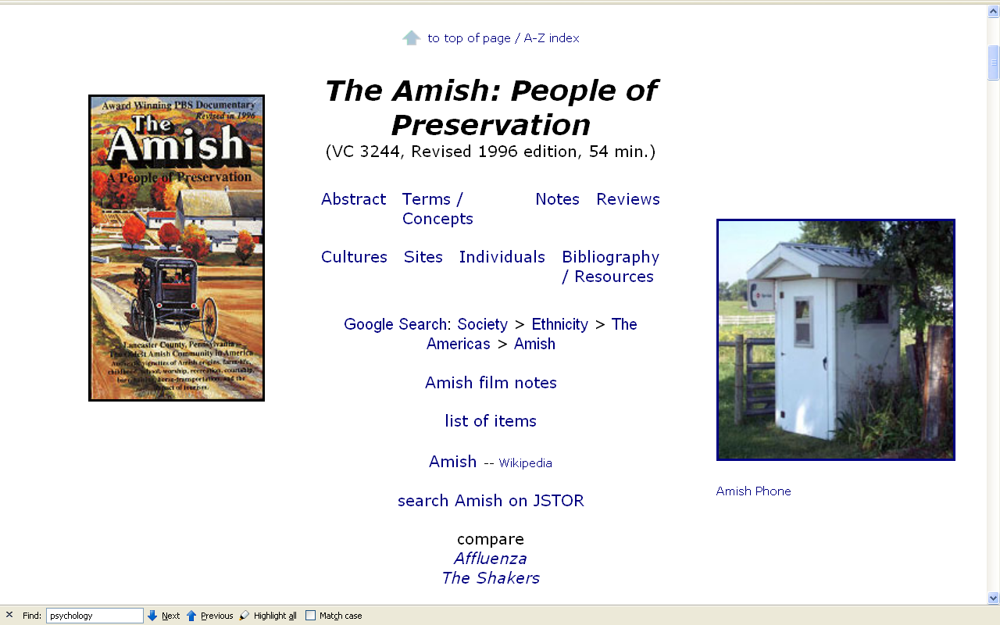 to top of page / A-Z index
Award Winning PBS Documentary
Revised in 1996
The
Amish
A People of Preservation
Lancaster County, Pennsylvania
The Oldest Amish Community in America
impact of tourism.
The Amish: People of
Preservation
(VC 3244, Revised 1996 edition, 54 min.)
Abstract Terms / Notes Reviews
Concepts
Cultures Sites Individuals Bibliography
/ Resources
Google Search: Society > Ethnicity > The
Americas > Amish
Amish film notes
list of items
Amish -- Wikipedia
search Amish on JSTOR
compare
Affluenza
The Shakers
Amish Phone
Find: psychology Next Previous Highlight all Match case